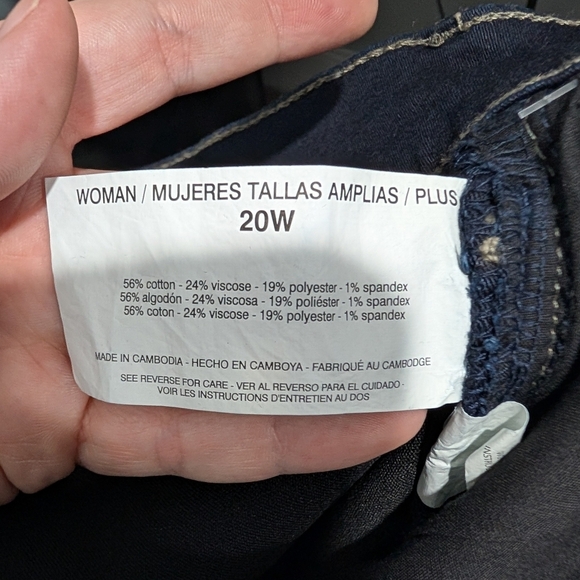 WOMAN / MUJERES TALLAS AMPLIAS / PLUS
20W
56% cotton - 24% viscose - 19% polyester - 1% spandex
56% algodón - 24% viscosa - 19% poliéster - 1% spandex
56% coton - 24% viscose - 19% polyester - 1% spandex
MADE IN CAMBODIA - HECHO EN CAMBOYA - FABRIQUÉ AU CAMBODGE
SEE REVERSE FOR CARE - VER AL REVERSO PARA EL CUIDADO -
VOIR LES INSTRUCTIONS D'ENTRETIEN AU DOS